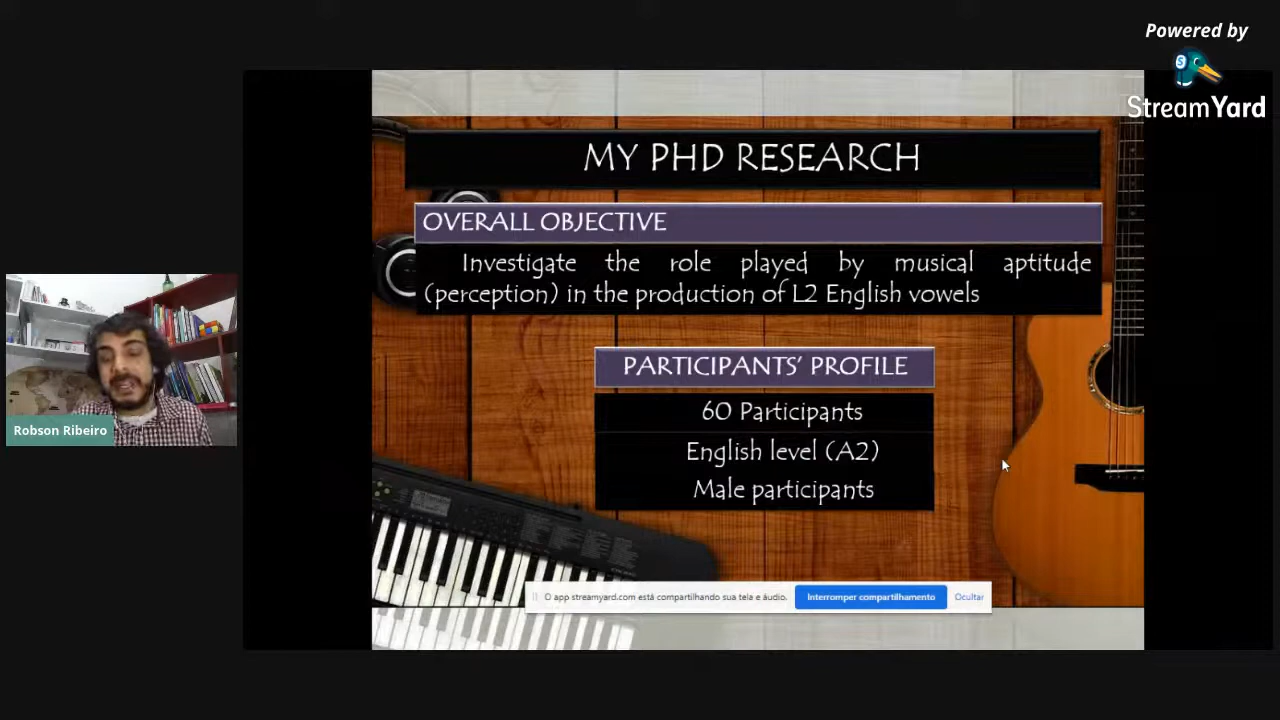 Powered by
StreamYard
MY PHD RESEARCH
OVERALL OBJECTIVE
Investigate the role played by musical aptitude
(perception) in the production of L2 English vowels
PARTICIPANTS' PROFILE
60 Participants
English level (A2)
Male participants
Robson Ribeiro
O app streamyard.com está compartilhando sua tela e áudio.
Interromper compartilhamento
Ocultar